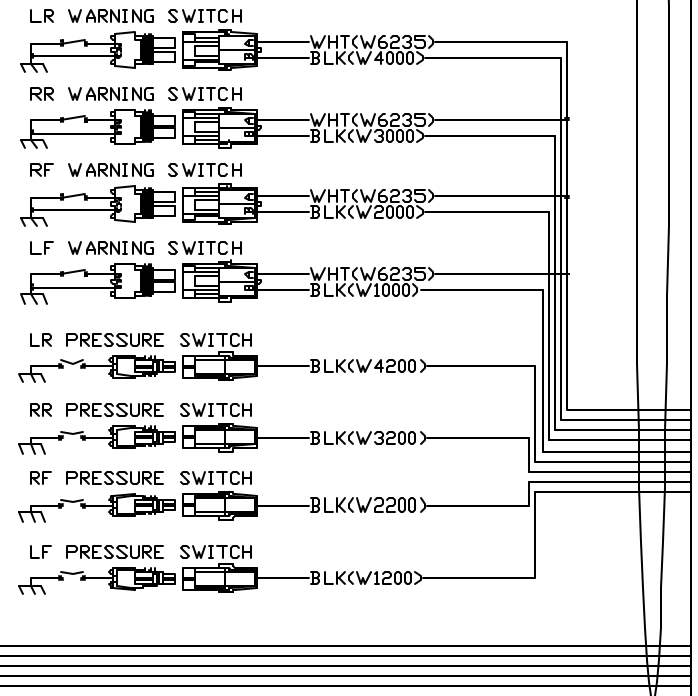 LR WARNING SWITCH
WHT(W6235)
A
BLK(W4000)
B
RR WARNING SWITCH
WHT(W6235)
A
BLK(W3000)
B
RF WARNING SWITCH
WHT(W6235)
A
BLK(W2000)
B
LF WARNING SWITCH
WHT(W6235)
A
BLK(W1000)
B
LR PRESSURE SWITCH
BLK(W4200)
RR PRESSURE SWITCH
BLK(W3200)
RF PRESSURE SWITCH
BLK(W2200)
LF PRESSURE SWITCH
BLK(W1200)